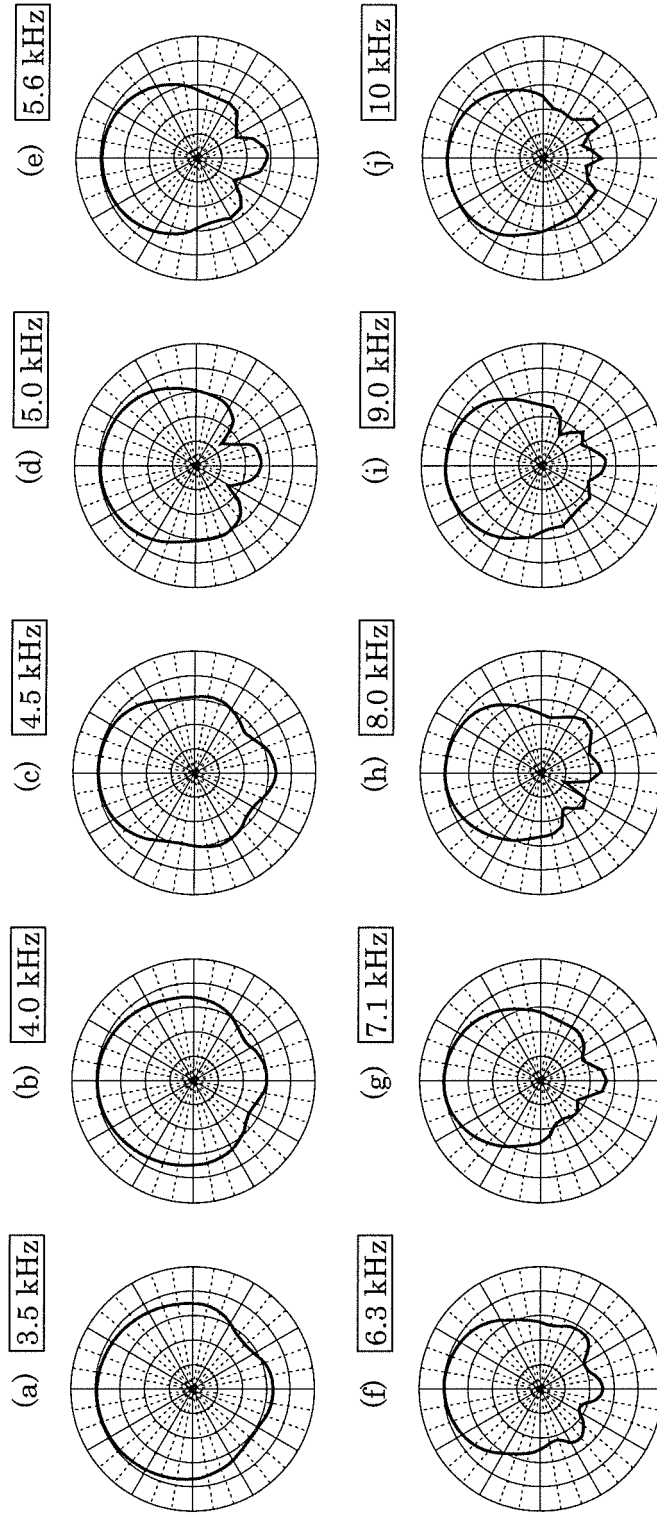 (a) 3.5 kHz
(b) 4.0 kHz
(c) 4.5 kHz
(d) 5.0 kHz
(e) 5.6 kHz
(f) 6.3 kHz
(g) 7.1 kHz
(h) 8.0 kHz
(i) 9.0 kHz
(j) 10 kHz